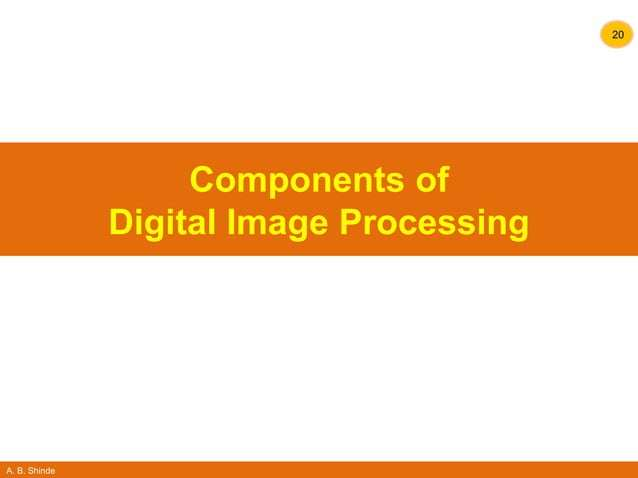 20
Components of
Digital Image Processing
A. B. Shinde